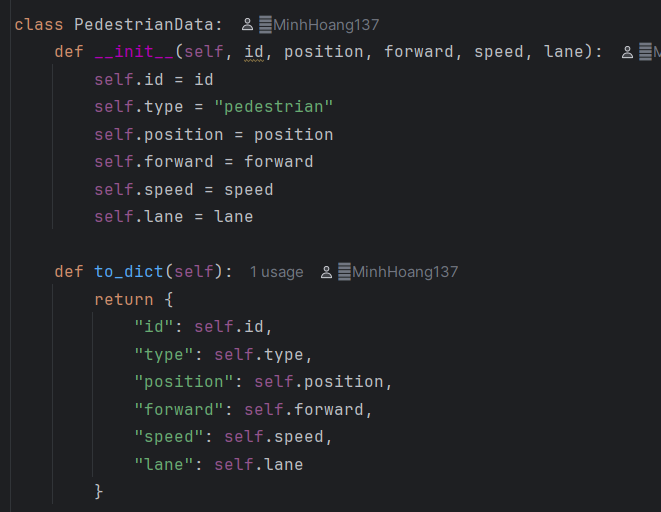 class PedestrianData: MinhHoang137
    def __init__(self, id, position, forward, speed, lane):
        self.id = id
        self.type = "pedestrian"
        self.position = position
        self.forward = forward
        self.speed = speed
        self.lane = lane
    def to_dict(self): 1 usage MinhHoang137
        return {
            "id": self.id,
            "type": self.type,
            "position": self.position,
            "forward": self.forward,
            "speed": self.speed,
            "lane": self.lane
        }